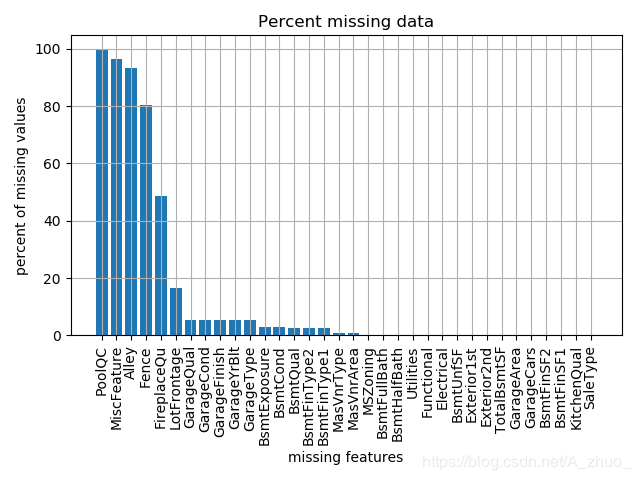 Percent missing data
percent of missing values
100
80
60
40
20
0
PoolQC
MiscFeature
Alley
Fence
FireplaceQu
LotFrontage
GarageQual
GarageCond
GarageFinish
GarageYrBlt
GarageType
BsmtExposure
BsmtCond
BsmtQual
BsmtFinType2
BsmtFinType1
MasVnrType
MasVnrArea
MSZoning
BsmtFullBath
BsmtHalfBath
Utilities
Functional
Electrical
BsmtUnfSF
Exterior1st
Exterior2nd
TotalBsmtSF
GarageArea
GarageCars
BsmtFinSF2
BsmtFinSF1
KitchenQual
SaleType
missing features
https://blog.csdn.net/A_zhuo_